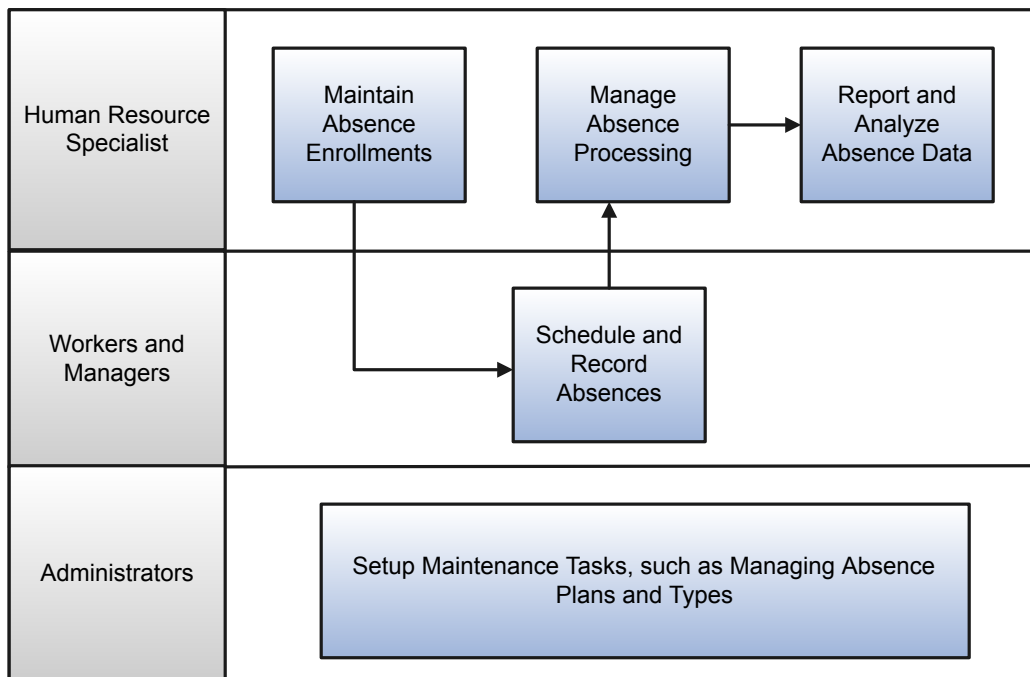 Human Resource
Specialist
Maintain
Absence
Enrollments
Manage
Absence
Processing
Report and
Analyze
Absence Data
Workers and
Managers
Schedule and
Record
Absences
Administrators
Setup Maintenance Tasks, such as Managing Absence
Plans and Types